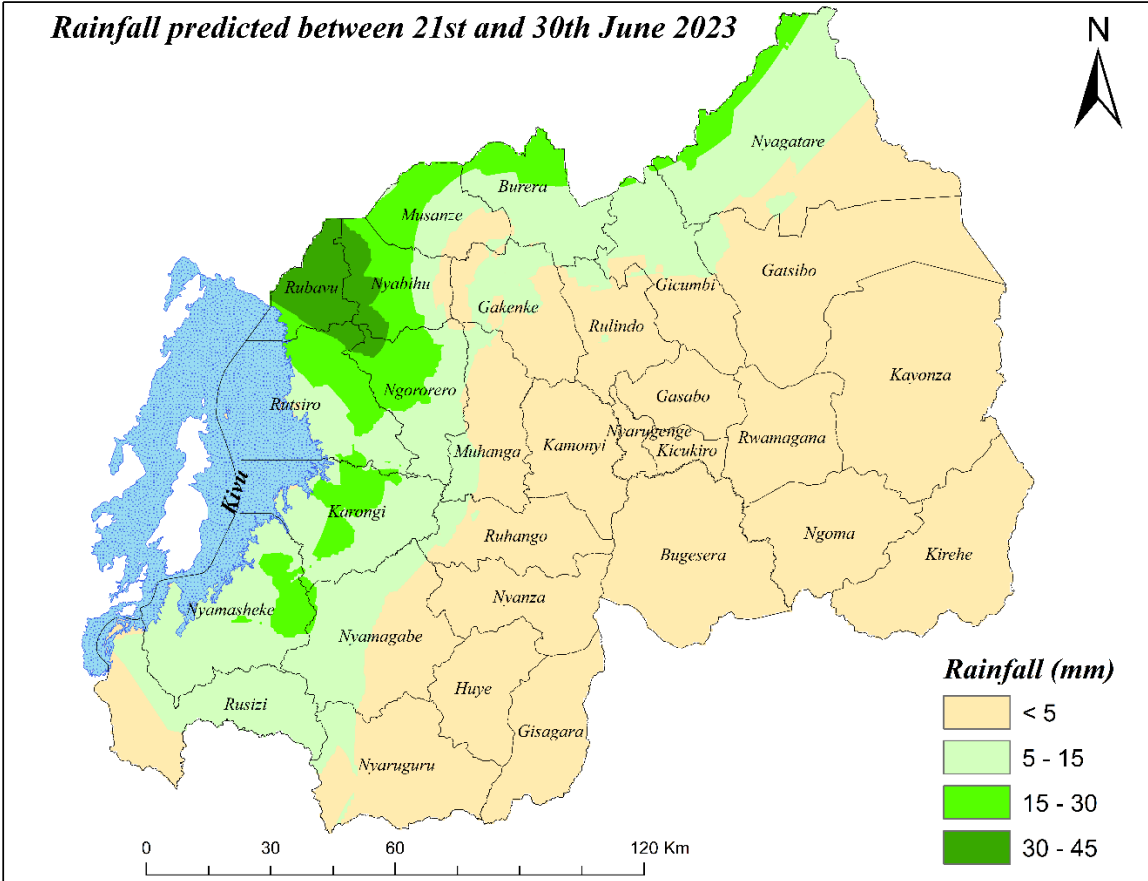 Rainfall predicted between 21st and 30th June 2023
N
Nyagatare
Burera
Musanze
Gatsibo
Rubavu
Nyabihu
Gicumbi
Gakenke
Rulindo
Kavonza
Ngororero
Gasabo
Rutsiro
Nyarugenge
Rwamagana
Muhanga
Kamonyi
Kicukiro
Kivu
Karongi
Ruhango
Ngoma
Bugesera
Kirehe
Nyanza
Nyamasheke
Nyamagabe
Huye
Rusizi
Gisagara
Nyaruguru
Rainfall (mm)
< 5
5 - 15
15 - 30
30 - 45
0 30 60 120 Km